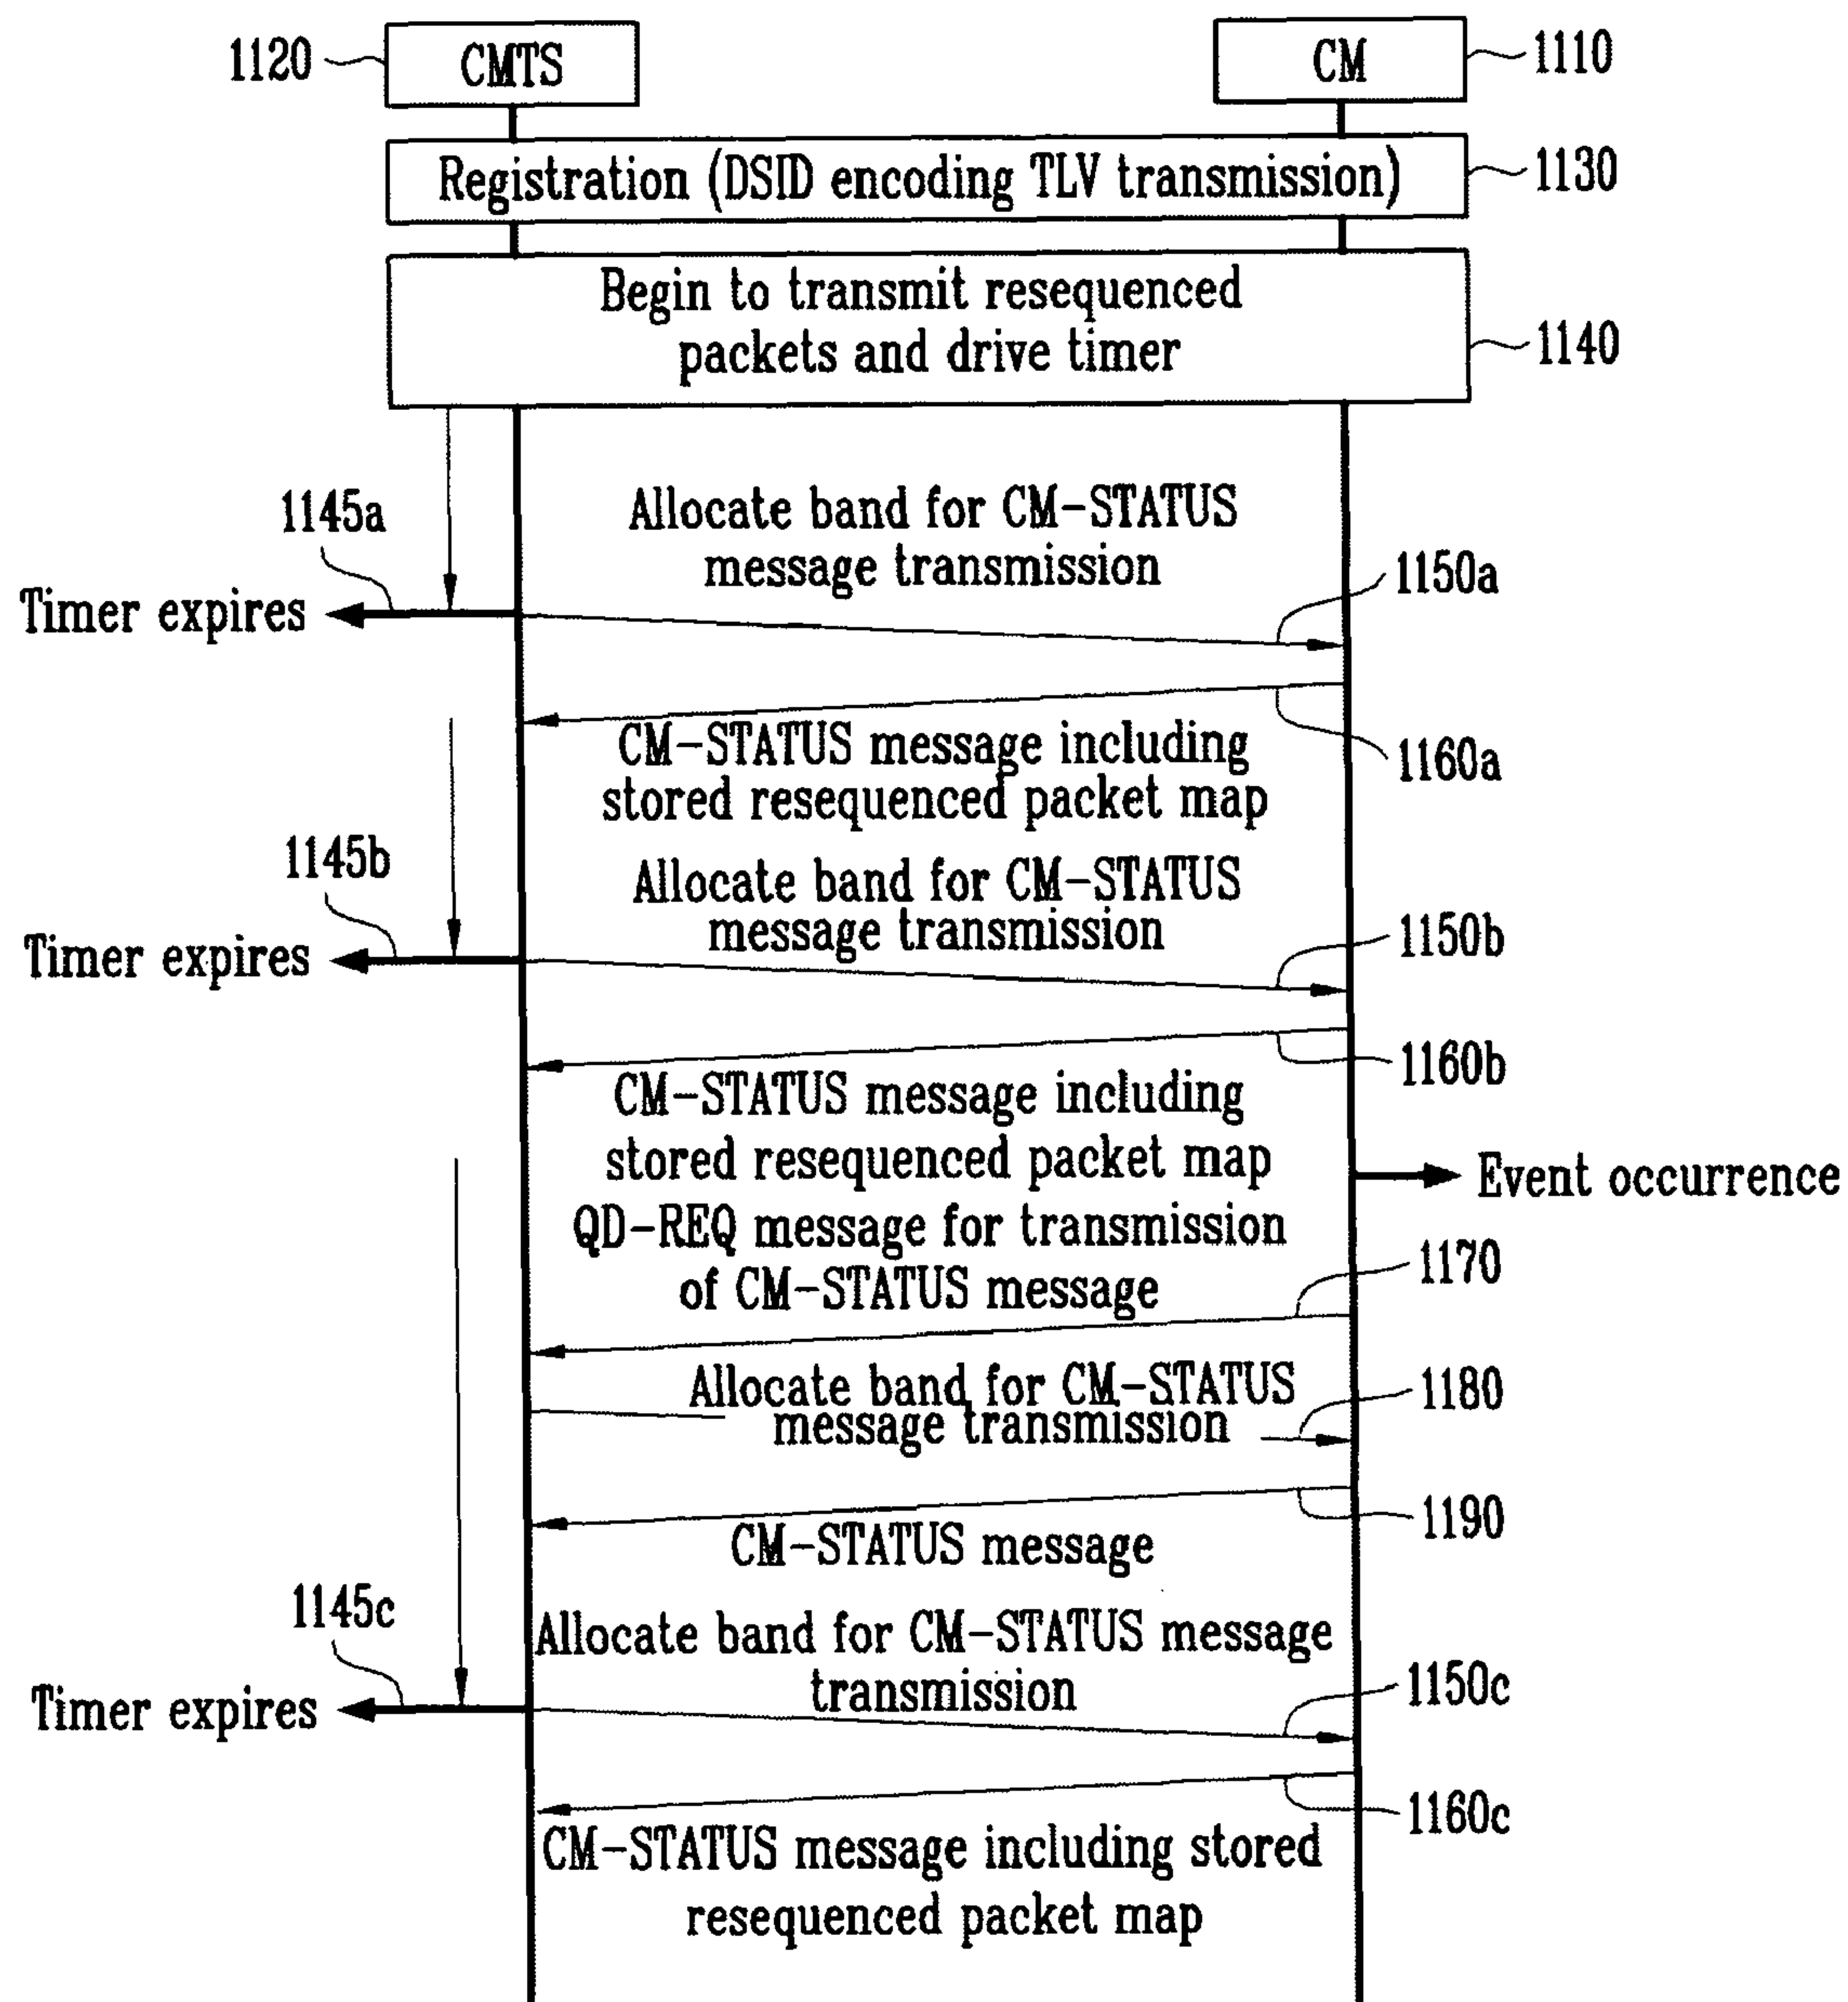 1120
CMTS
CM
1110
Registration (DSID encoding TLV transmission)
1130
Begin to transmit resequenced
packets and drive timer
1140
1145a
Allocate band for CM-STATUS
message transmission
1150a
Timer expires
CM-STATUS message including
stored resequenced packet map
1160a
1145b
Allocate band for CM-STATUS
message transmission
1150b
Timer expires
1160b
CM-STATUS message including
stored resequenced packet map
Event occurrence
QD-REQ message for transmission
of CM-STATUS message
1170
Allocate band for CM-STATUS
message transmission
1180
1190
CM-STATUS message
1145c
Allocate band for CM-STATUS message
transmission
1150c
Timer expires
1160c
CM-STATUS message including stored
resequenced packet map